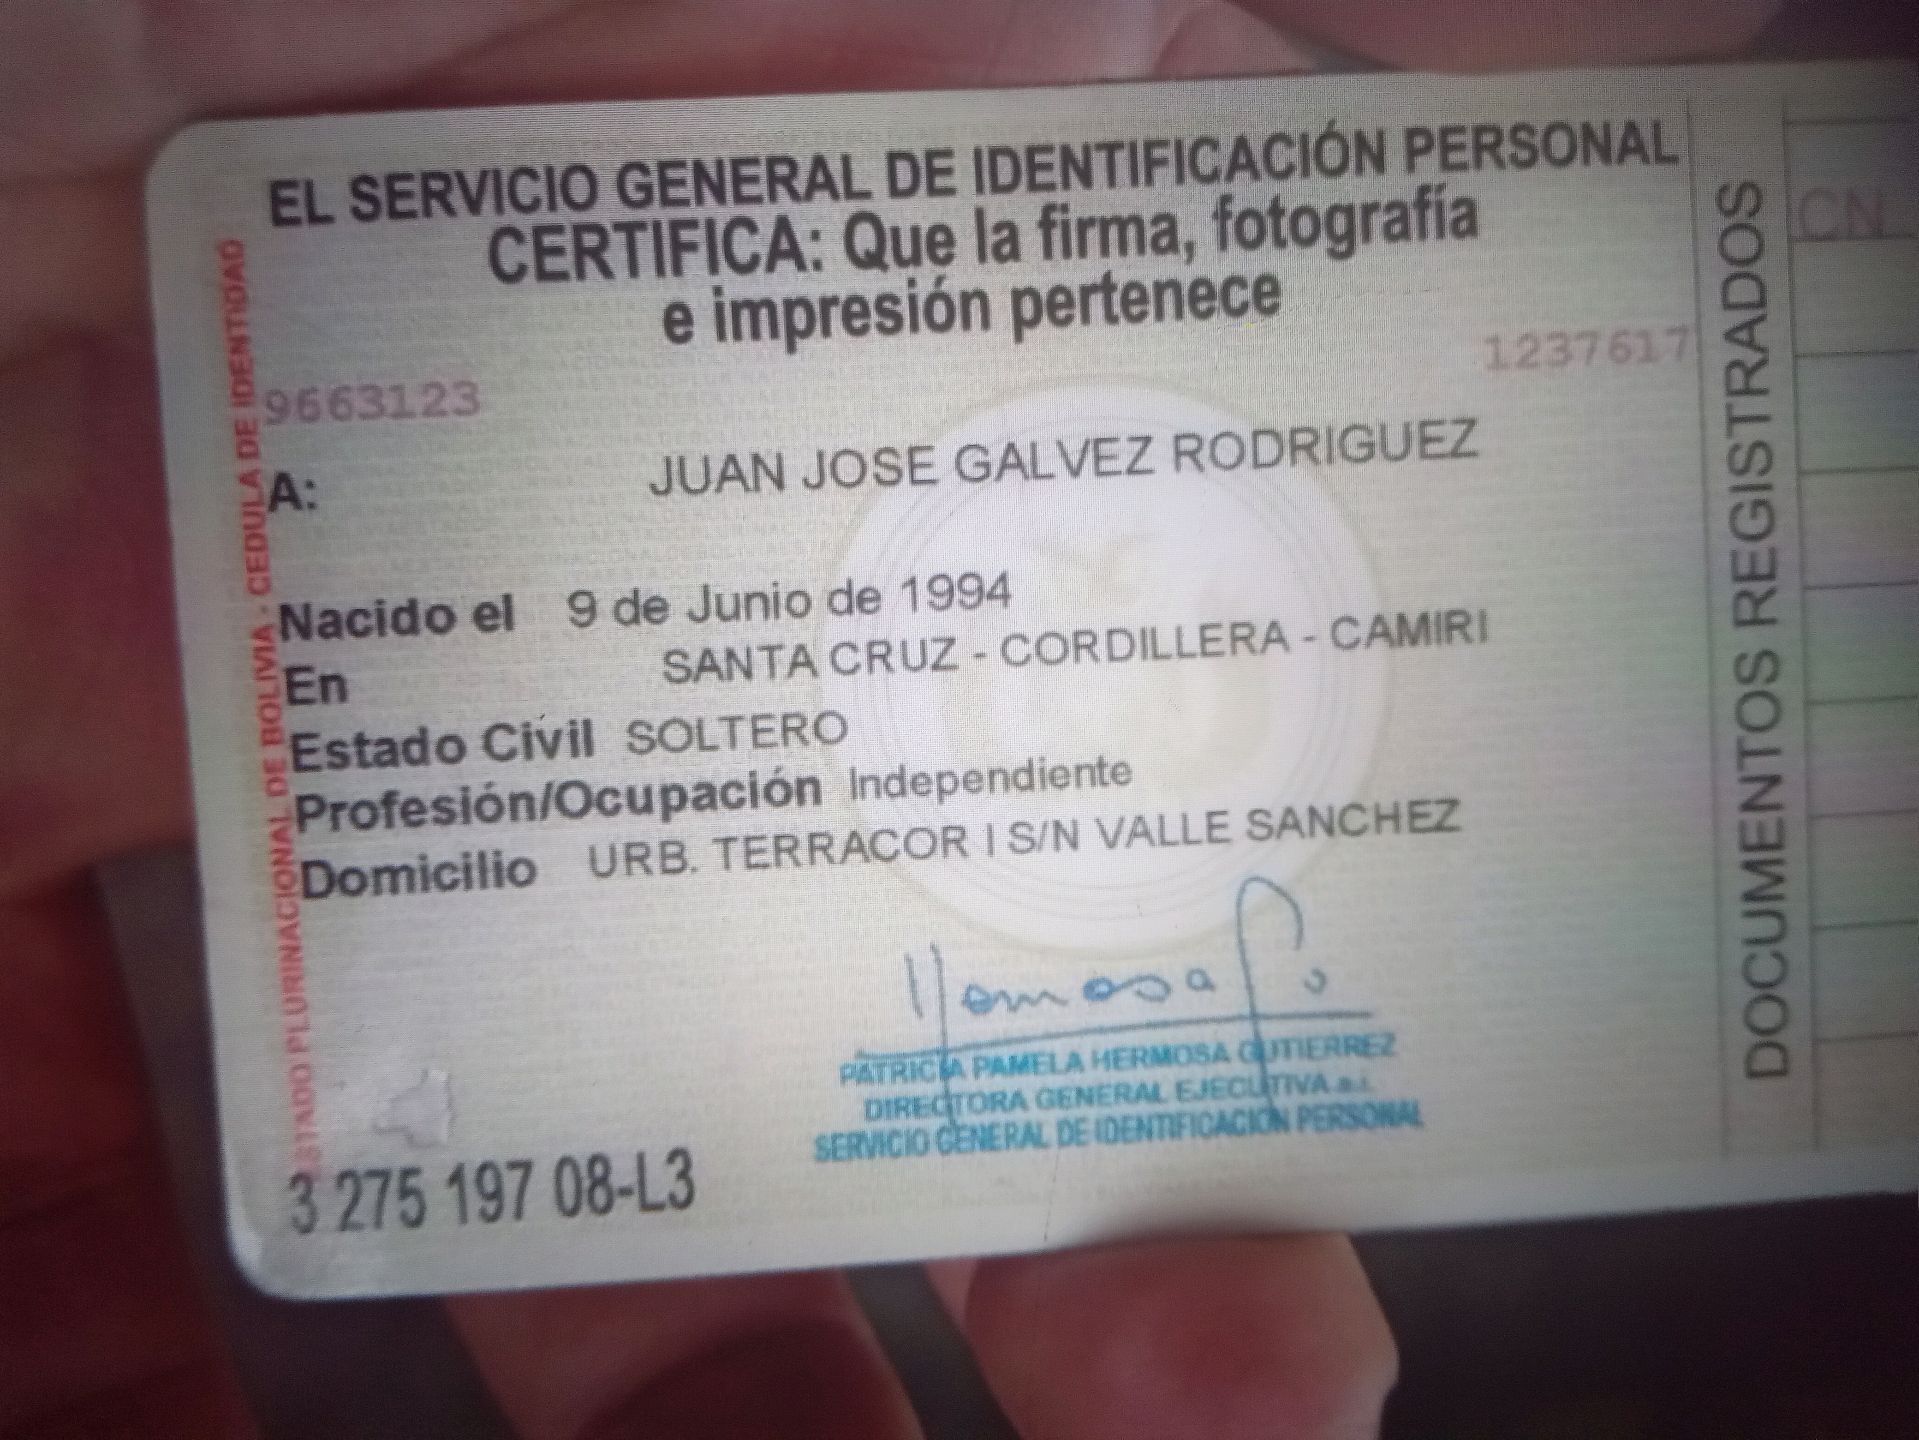 EL SERVICIO GENERAL DE IDENTIFICACIÓN PERSONAL
CERTIFICA: Que la firma, fotografía
e impresión pertenece
9663123
1237617
A: JUAN JOSE GALVEZ RODRIGUEZ
Nacido el 9 de Junio de 1994
En SANTA CRUZ - CORDILLERA - CAMIRI
Estado Civil SOLTERO
Profesión/Ocupación Independiente
Domicilio URB. TERRACOR I S/N VALLE SANCHEZ
PATRICIA PAMELA HERMOSA GUTIERREZ
DIRECTORA GENERAL EJECUTIVA a.i.
SERVICIO GENERAL DE IDENTIFICACIÓN PERSONAL
3 275 197 08-L3
ESTADO PLURINACIONAL DE BOLIVIA - CEDULA DE IDENTIDAD
DOCUMENTOS REGISTRADOS
CN